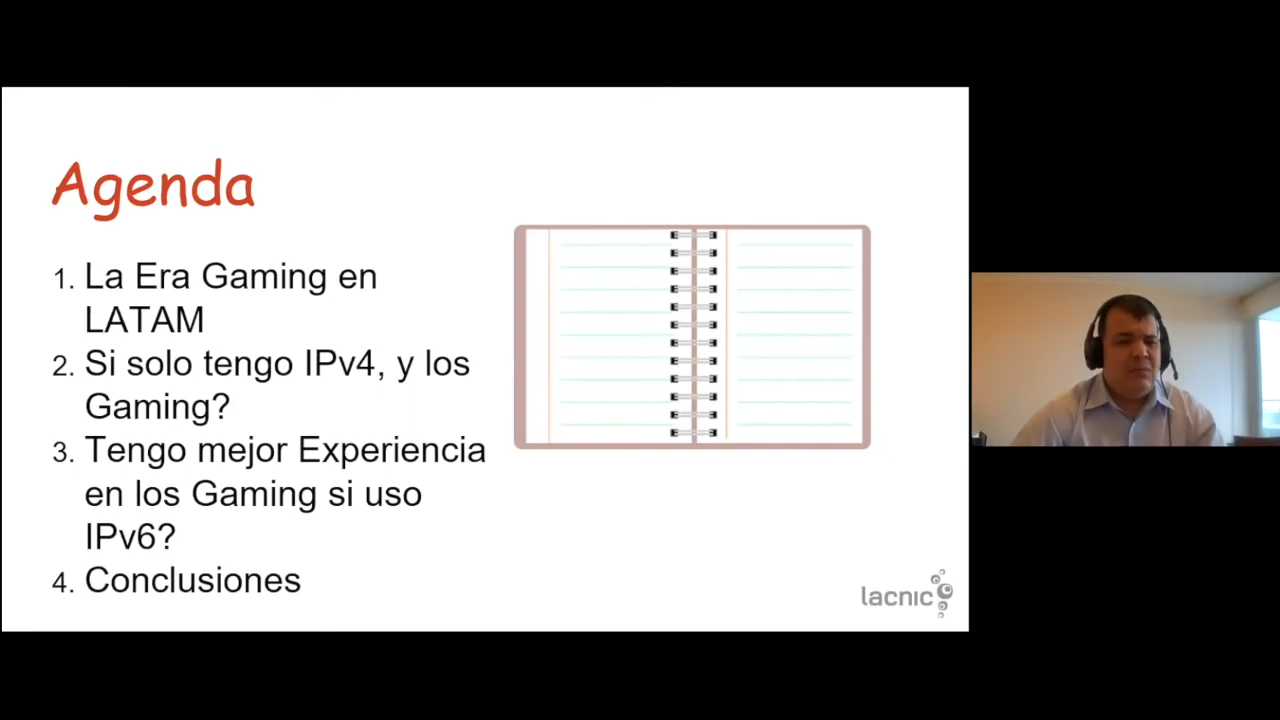 Agenda
1. La Era Gaming en
LATAM
2. Si solo tengo IPv4, y los
Gaming?
3. Tengo mejor Experiencia
en los Gaming si uso
IPv6?
4. Conclusiones
lacnic